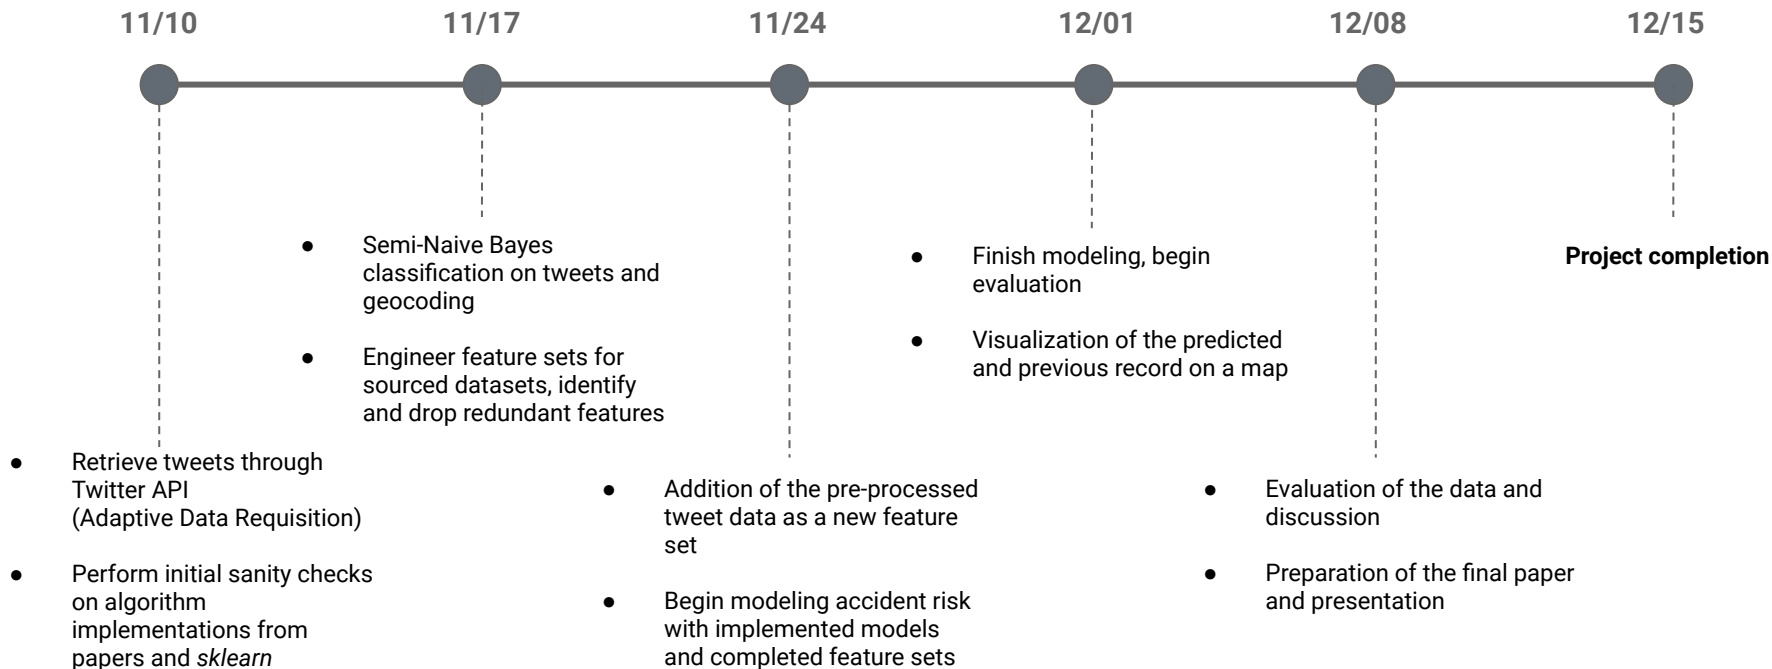 11/10
11/17
11/24
12/01
12/08
12/15
● Semi-Naive Bayes
classification on tweets and
geocoding
● Engineer feature sets for
sourced datasets, identify
and drop redundant features
● Finish modeling, begin
evaluation
● Visualization of the predicted
and previous record on a map
Project completion
● Retrieve tweets through
Twitter API
(Adaptive Data Requisition)
● Perform initial sanity checks
on algorithm
implementations from
papers and sklearn
● Addition of the pre-processed
tweet data as a new feature
set
● Begin modeling accident risk
with implemented models
and completed feature sets
● Evaluation of the data and
discussion
● Preparation of the final paper
and presentation